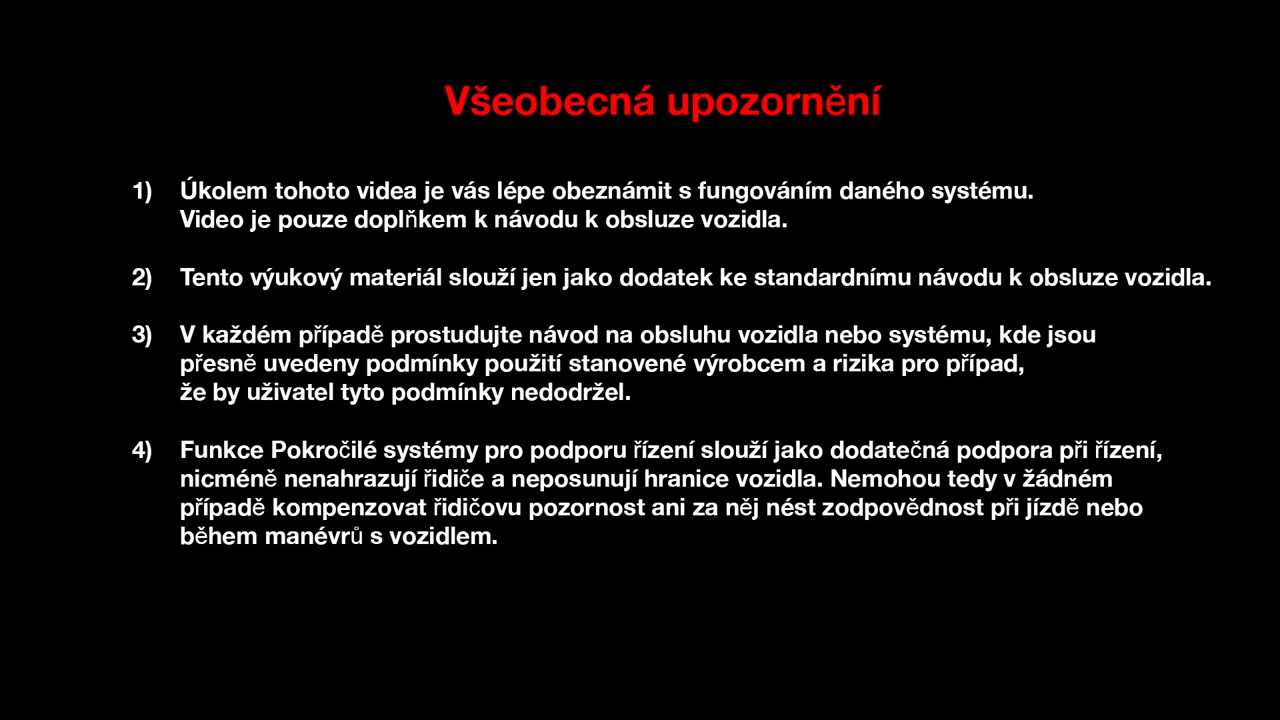 Všeobecná upozornění
1) Úkolem tohoto videa je vás lépe obeznámit s fungováním daného systému.
Video je pouze doplňkem k návodu k obsluze vozidla.
2) Tento výukový materiál slouží jen jako dodatek ke standardnímu návodu k obsluze vozidla.
3) V každém případě prostudujte návod na obsluhu vozidla nebo systému, kde jsou
přesně uvedeny podmínky použití stanovené výrobcem a rizika pro případ,
že by uživatel tyto podmínky nedodržel.
4) Funkce Pokročilé systémy pro podporu řízení slouží jako dodatečná podpora při řízení,
nicméně nenahrazují řidiče a neposunují hranice vozidla. Nemohou tedy v žádném
případě kompenzovat řidičovu pozornost ani za něj nést zodpovědnost při jízdě nebo
během manévrů s vozidlem.